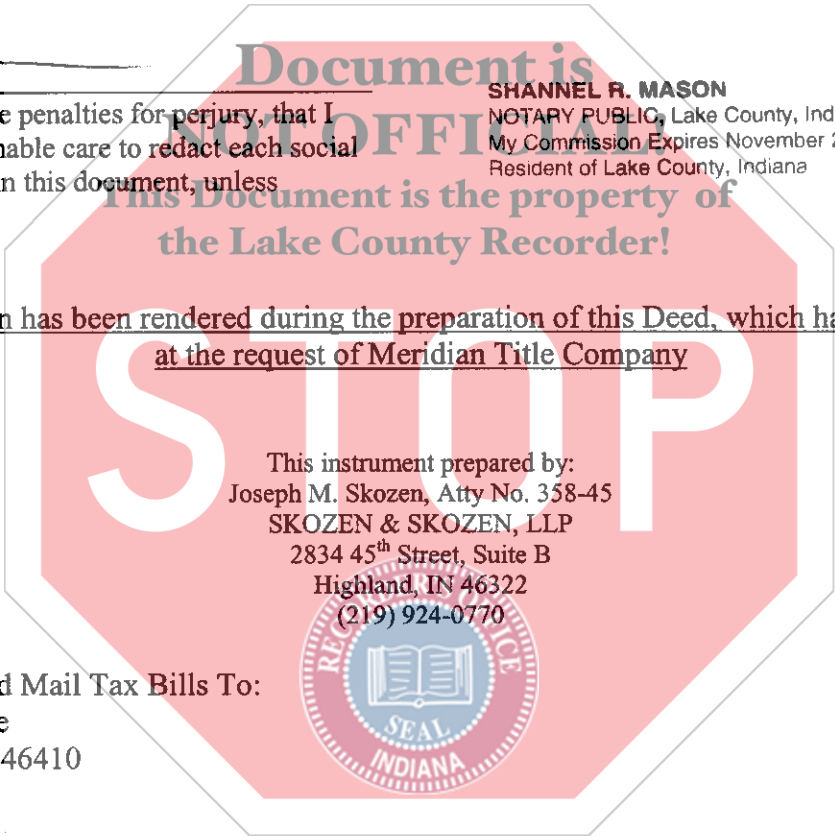 Document is
SHANNEL R. MASON
e penalties for perjury, that I
NOTARY PUBLIC, Lake County, Ind
NOT OFFICIAL!
nable care to redact each social
My Commission Expires November 2
n this document, unless
Resident of Lake County, Indiana
This Document is the property of
the Lake County Recorder!
n has been rendered during the preparation of this Deed, which ha
at the request of Meridian Title Company
STOP
This instrument prepared by:
Joseph M. Skozen, Atty No. 358-45
SKOZEN & SKOZEN, LLP
2834 45th Street, Suite B
Highland, IN 46322
(219) 924-0770
RECORDER'S OFFICE
SEAL
INDIANA
d Mail Tax Bills To:
e
46410